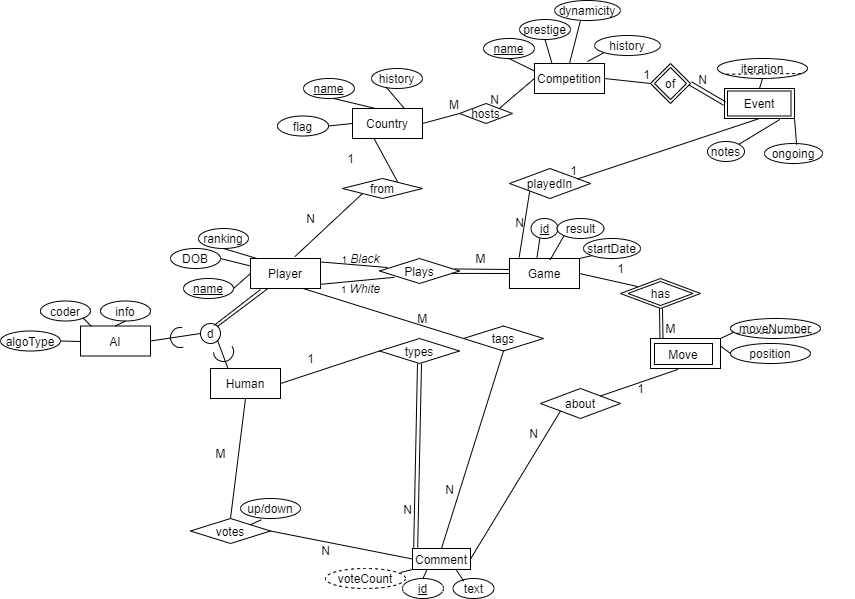 dynamicity
prestige
name
history
Competition
1
of
N
iteration
Event
notes
ongoing
history
name
flag
Country
M
N
hosts
1
from
N
1
playedIn
N
id
result
startDate
ranking
DOB
name
Player
1 Black
1 White
Plays
M
Game
1
has
M
moveNumber
Move
position
coder
info
algoType
AI
d
M
tags
1
types
Human
about
1
N
M
N
N
up/down
votes
N
Comment
voteCount
id
text